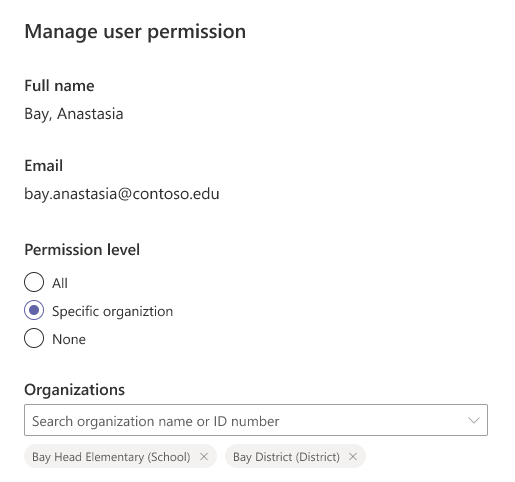 Manage user permission
Full name
Bay, Anastasia
Email
bay.anastasia@contoso.edu
Permission level
All
Specific organiztion
None
Organizations
Search organization name or ID number
Bay Head Elementary (School) Bay District (District)